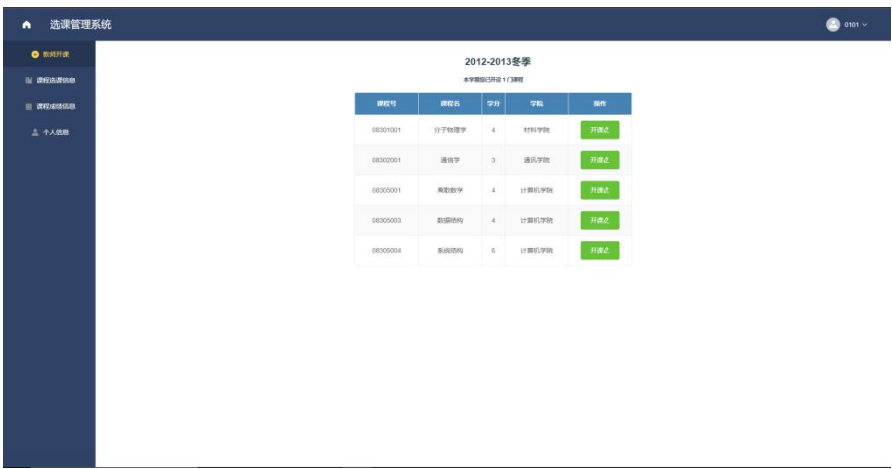 选课管理系统
0101
教师开课
课程选课信息
课程成绩信息
个人信息
2012-2013冬季
本学期您已开设 1 门课程
课程号 课程名 学分 学院 操作
08301001 分子物理学 4 材料学院 开课
08302001 通信学 3 通讯学院 开课
08305001 离散数学 4 计算机学院 开课
08305003 数据结构 4 计算机学院 开课
08305004 系统结构 6 计算机学院 开课